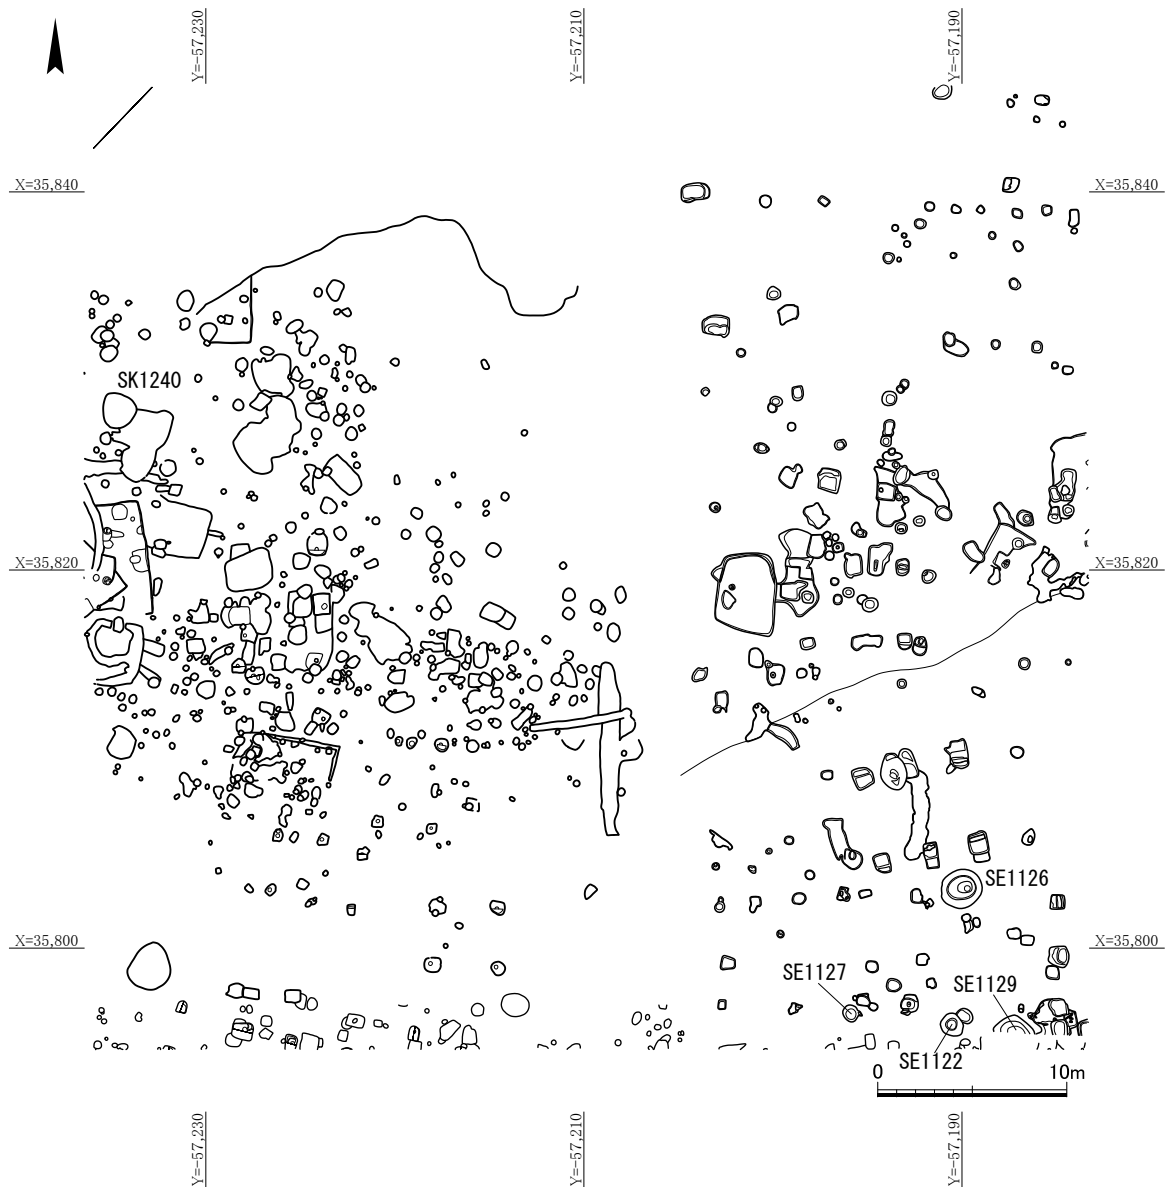 Y=-57,230
Y=-57,210
Y=-57,190
X=35,840
X=35,840
SK1240
X=35,820
X=35,820
SE1126
X=35,800
X=35,800
SE1127
SE1129
SE1122
0
10m
Y=-57,230
Y=-57,210
Y=-57,190